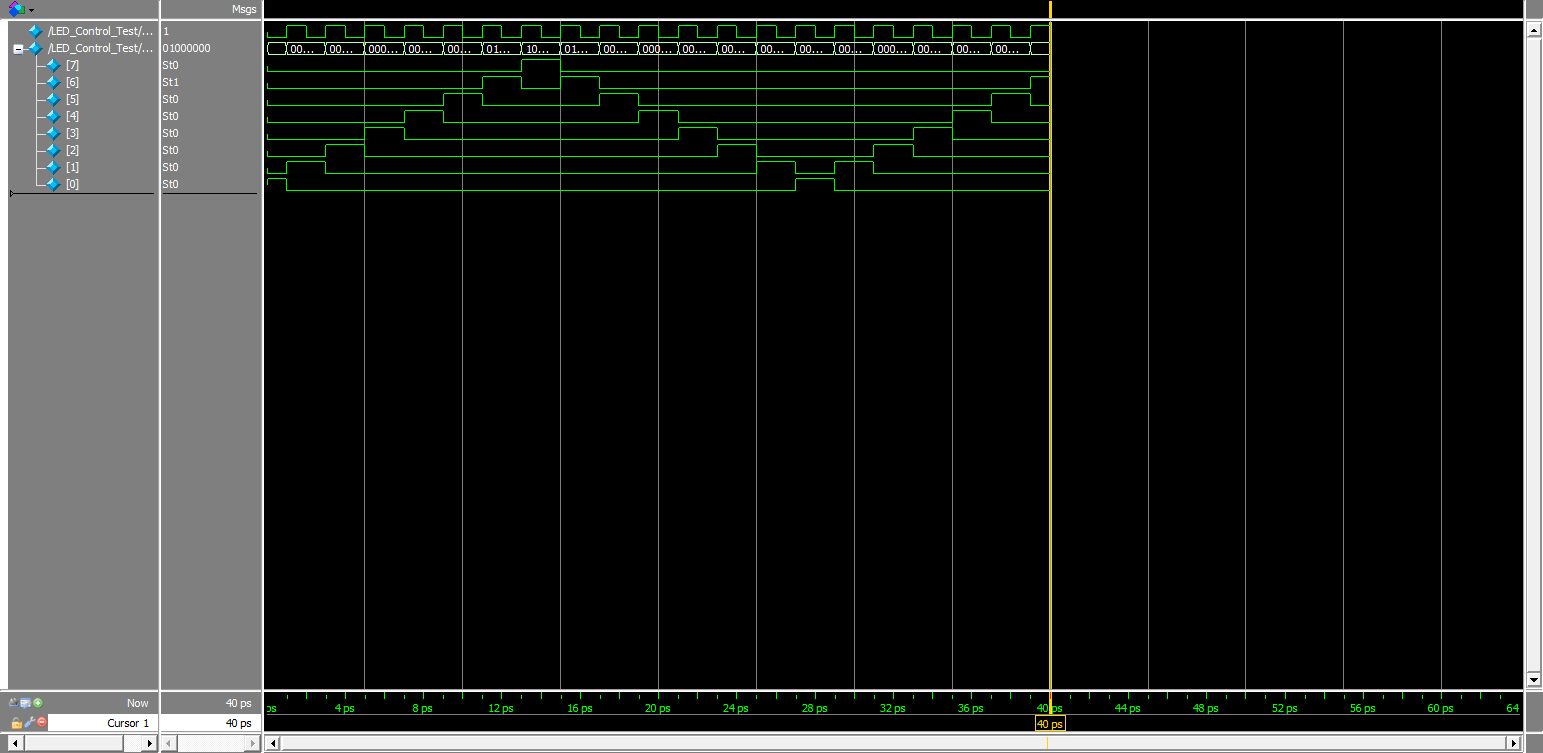 Msgs
/LED_Control_Test/... 1
/LED_Control_Test/... 01000000 00... 00... 000... 00... 00... 01... 10... 01... 00... 000... 00... 00... 00... 00... 00... 000... 00... 00... 00...
[7] St0
[6] St1
[5] St0
[4] St0
[3] St0
[2] St0
[1] St0
[0] St0
Now 40 ps ps 4 ps 8 ps 12 ps 16 ps 20 ps 24 ps 28 ps 32 ps 36 ps 40 ps 44 ps 48 ps 52 ps 56 ps 60 ps 64
Cursor 1 40 ps 40 ps